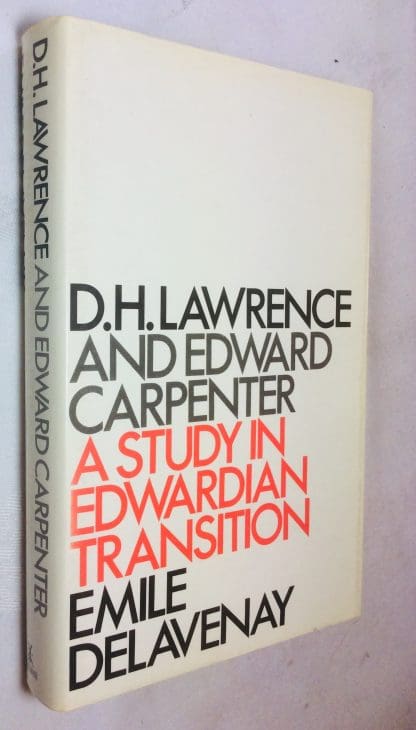 D.H. LAWRENCE AND EDWARD CARPENTER
D.H. LAWRENCE
AND EDWARD
CARPENTER
A STUDY IN
EDWARDIAN
TRANSITION
EMILE
DELAVENAY